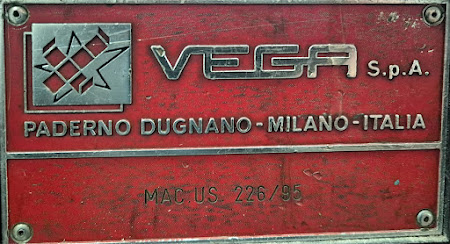 VEGA S.p.A.
PADERNO DUGNANO-MILANO-ITALIA
MAC.US. 226/95